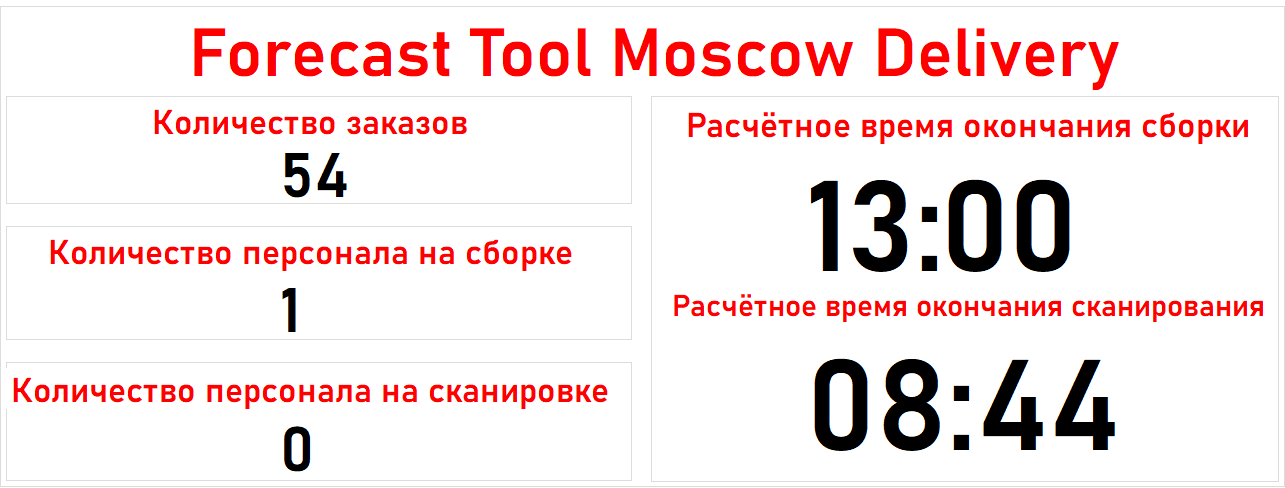 Forecast Tool Moscow Delivery
Количество заказов
54
Количество персонала на сборке
1
Количество персонала на сканировке
0
Расчётное время окончания сборки
13:00
Расчётное время окончания сканирования
08:44